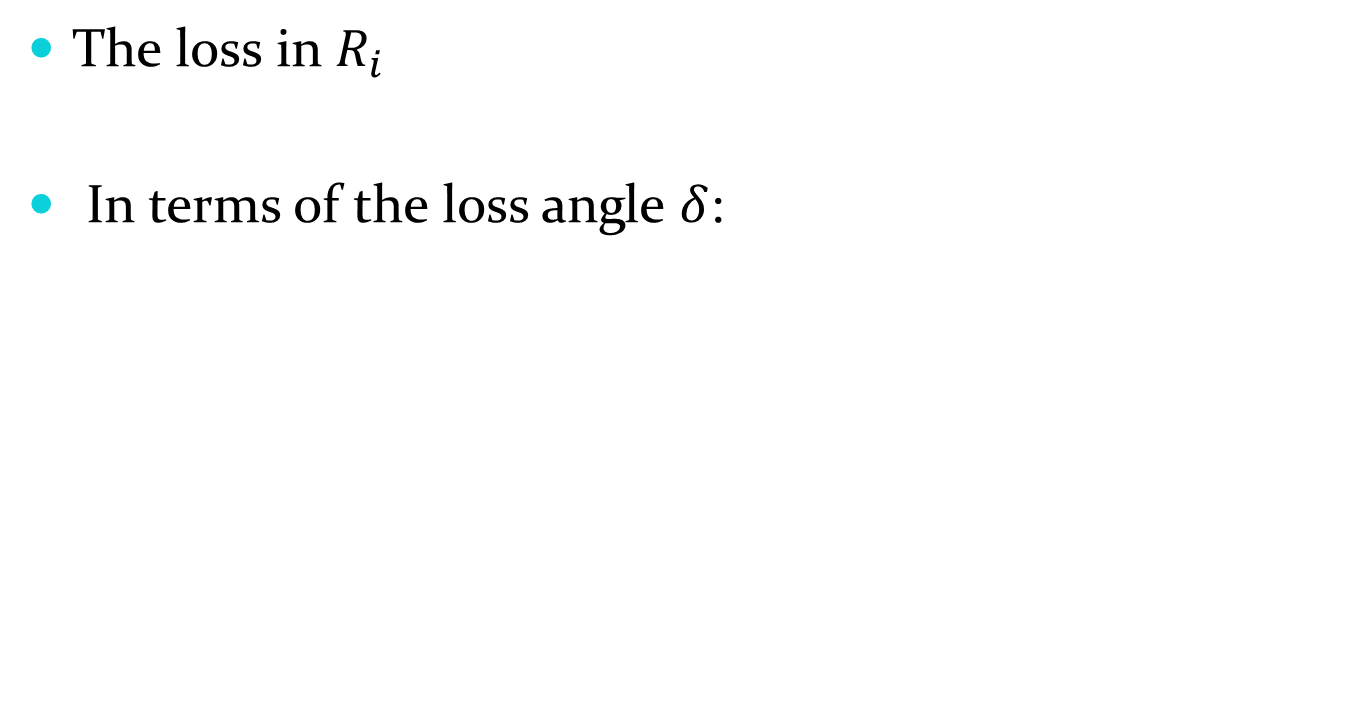 • The loss in Rᵢ
• In terms of the loss angle δ: